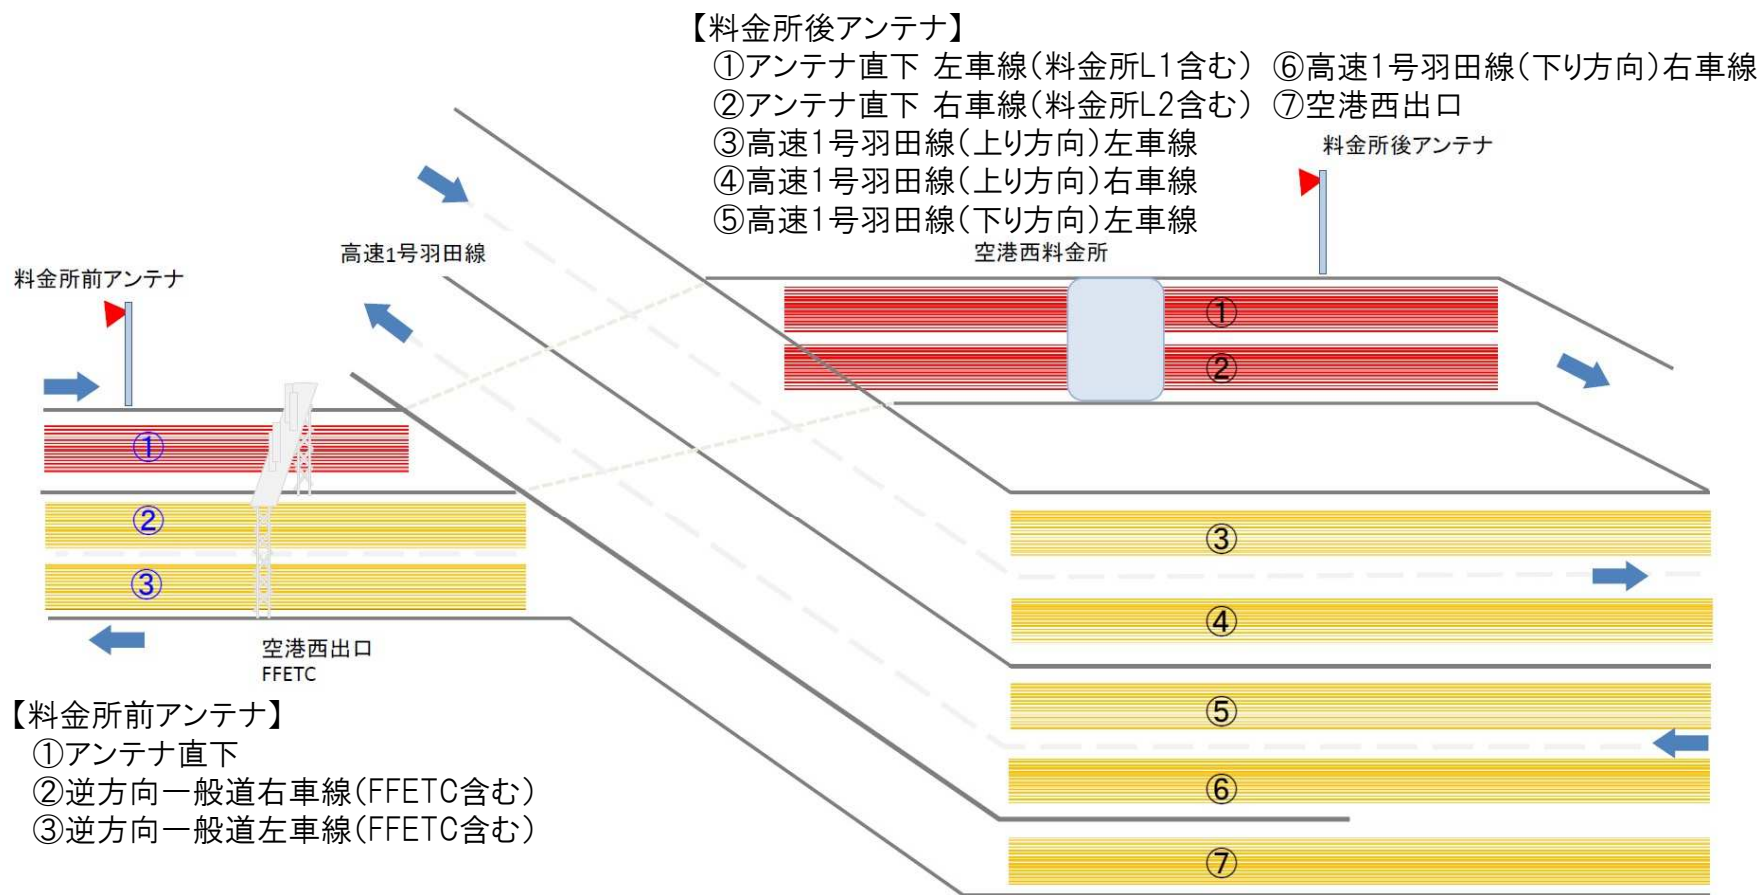 【料金所後アンテナ】
①アンテナ直下 左車線(料金所L1含む) ⑥高速1号羽田線(下り方向)右車線
②アンテナ直下 右車線(料金所L2含む) ⑦空港西出口
③高速1号羽田線(上り方向)左車線
④高速1号羽田線(上り方向)右車線
⑤高速1号羽田線(下り方向)左車線
料金所後アンテナ
空港西料金所
高速1号羽田線
料金所前アンテナ
①
②
①
②
③
③
④
⑤
⑥
⑦
空港西出口
FFETC
【料金所前アンテナ】
①アンテナ直下
②逆方向一般道右車線(FFETC含む)
③逆方向一般道左車線(FFETC含む)